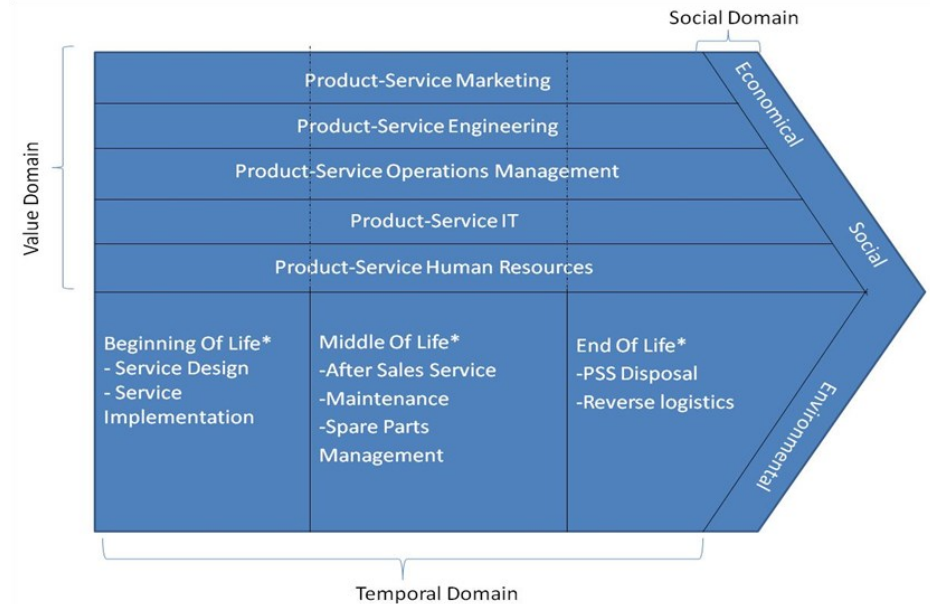 Social Domain
Value Domain
Product-Service Marketing
Product-Service Engineering
Product-Service Operations Management
Product-Service IT
Product-Service Human Resources
Economical
Social
Environmental
Beginning Of Life*
- Service Design
- Service
Implementation
Middle Of Life*
-After Sales Service
-Maintenance
-Spare Parts
Management
End Of Life*
-PSS Disposal
-Reverse logistics
Temporal Domain